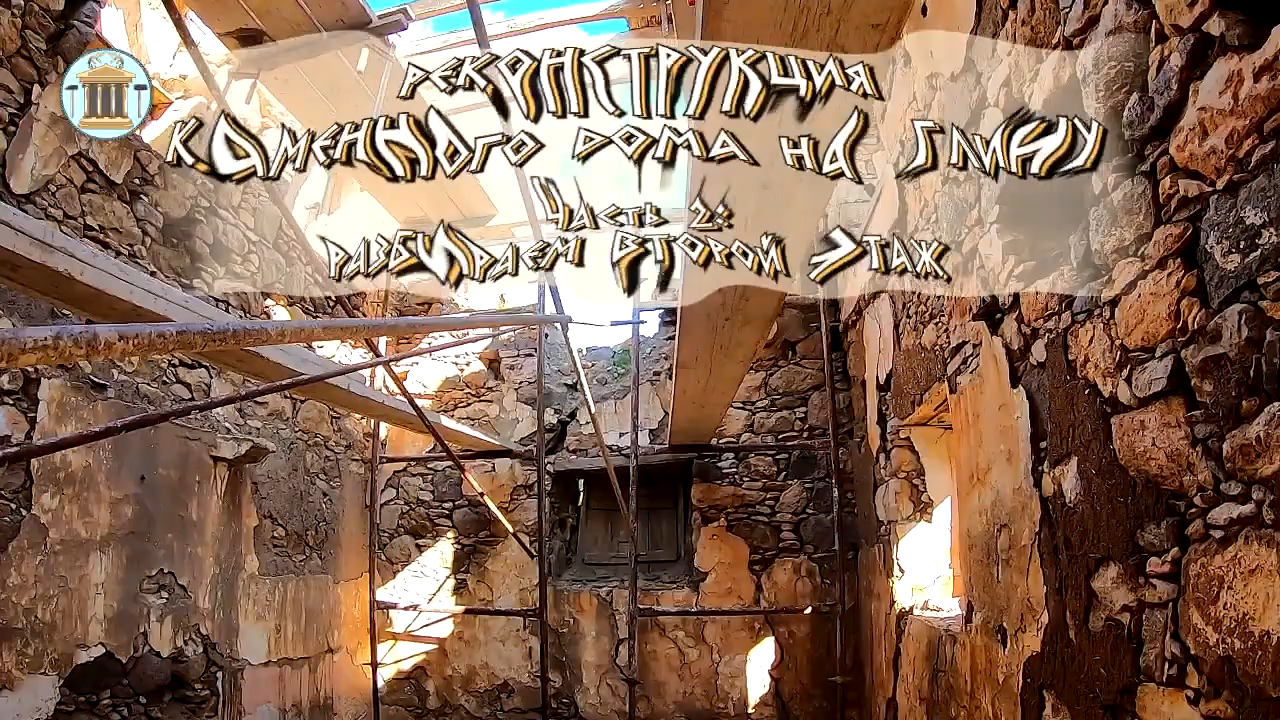 РЕКОНСТРУКЦИЯ
КАМЕННОГО ДОМА НА ГЛИНУ
ЧАСТЬ 2:
РАЗБИРАЕМ ВТОРОЙ ЭТАЖ